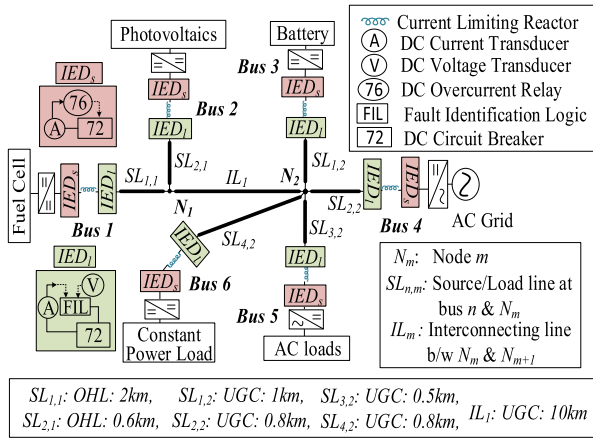 Photovoltaics
Battery
Current Limiting Reactor
A DC Current Transducer
V DC Voltage Transducer
76 DC Overcurrent Relay
FIL Fault Identification Logic
72 DC Circuit Breaker
IEDs
76
A
72
IEDs
Bus 2
IEDl
Bus 3
IEDs
IEDl
SL2,1
SL1,2
Fuel Cell
IEDs
IEDl
Bus 1
SL1,1
IL1
N1
N2
SL2,2
IEDl
IEDs
Bus 4
AC Grid
SL4,2
SL3,2
IEDl
IEDl
V
A
FIL
72
IEDl
IEDs
Bus 6
Constant
Power Load
IEDl
IEDs
Bus 5
AC loads
Nm: Node m
SLn,m: Source/Load line at
bus n & Nm
ILm: Interconnecting line
b/w Nm & Nm+1
SL1,1: OHL: 2km, SL1,2: UGC: 1km, SL3,2: UGC: 0.5km,
SL2,1: OHL: 0.6km, SL2,2: UGC: 0.8km, SL4,2: UGC: 0.8km, IL1: UGC: 10km